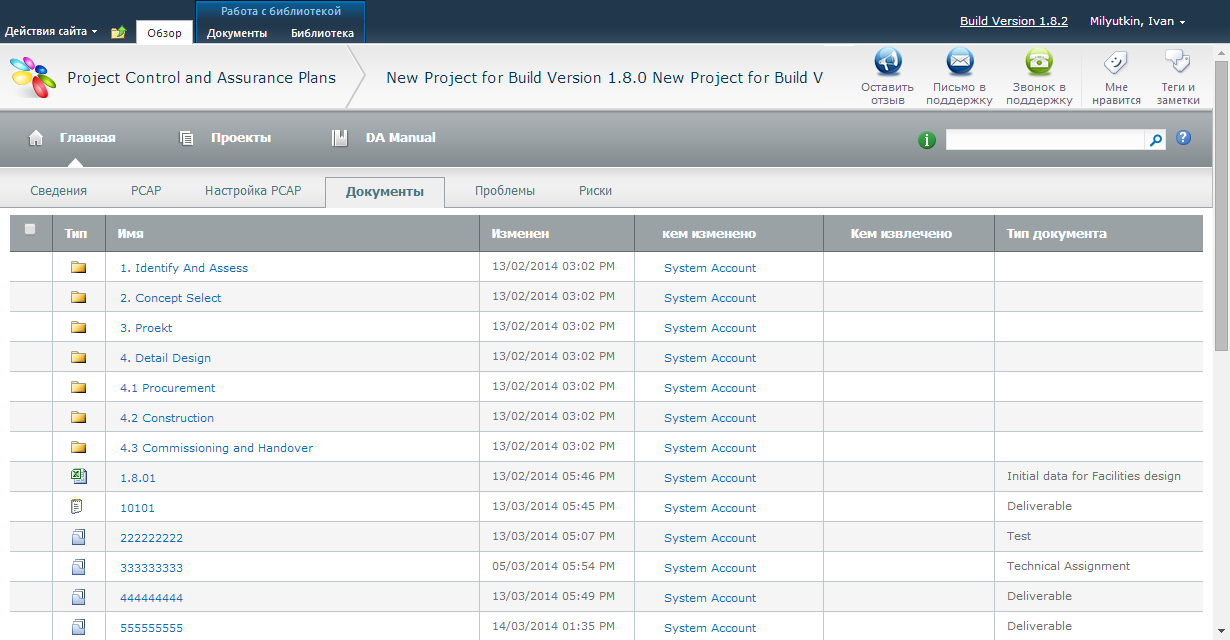 Работа с библиотекой
Действия сайта Обзор Документы Библиотека Build Version 1.8.2 Milyutkin, Ivan
Project Control and Assurance Plans New Project for Build Version 1.8.0 New Project for Build V
Оставить отзыв
Письмо в поддержку
Звонок в поддержку
Мне нравится
Теги и заметки
Главная Проекты DA Manual
Сведения PCAP Настройка PCAP Документы Проблемы Риски
Тип Имя Изменен кем изменено Кем извлечено Тип документа
1. Identify And Assess 13/02/2014 03:02 PM System Account
2. Concept Select 13/02/2014 03:02 PM System Account
3. Proekt 13/02/2014 03:02 PM System Account
4. Detail Design 13/02/2014 03:02 PM System Account
4.1 Procurement 13/02/2014 03:02 PM System Account
4.2 Construction 13/02/2014 03:02 PM System Account
4.3 Commissioning and Handover 13/02/2014 03:02 PM System Account
1.8.01 13/02/2014 05:46 PM System Account Initial data for Facilities design
10101 13/03/2014 05:45 PM System Account Deliverable
222222222 13/03/2014 05:07 PM System Account Test
333333333 05/03/2014 05:54 PM System Account Technical Assignment
444444444 13/03/2014 05:49 PM System Account Deliverable
555555555 14/03/2014 01:35 PM System Account Deliverable